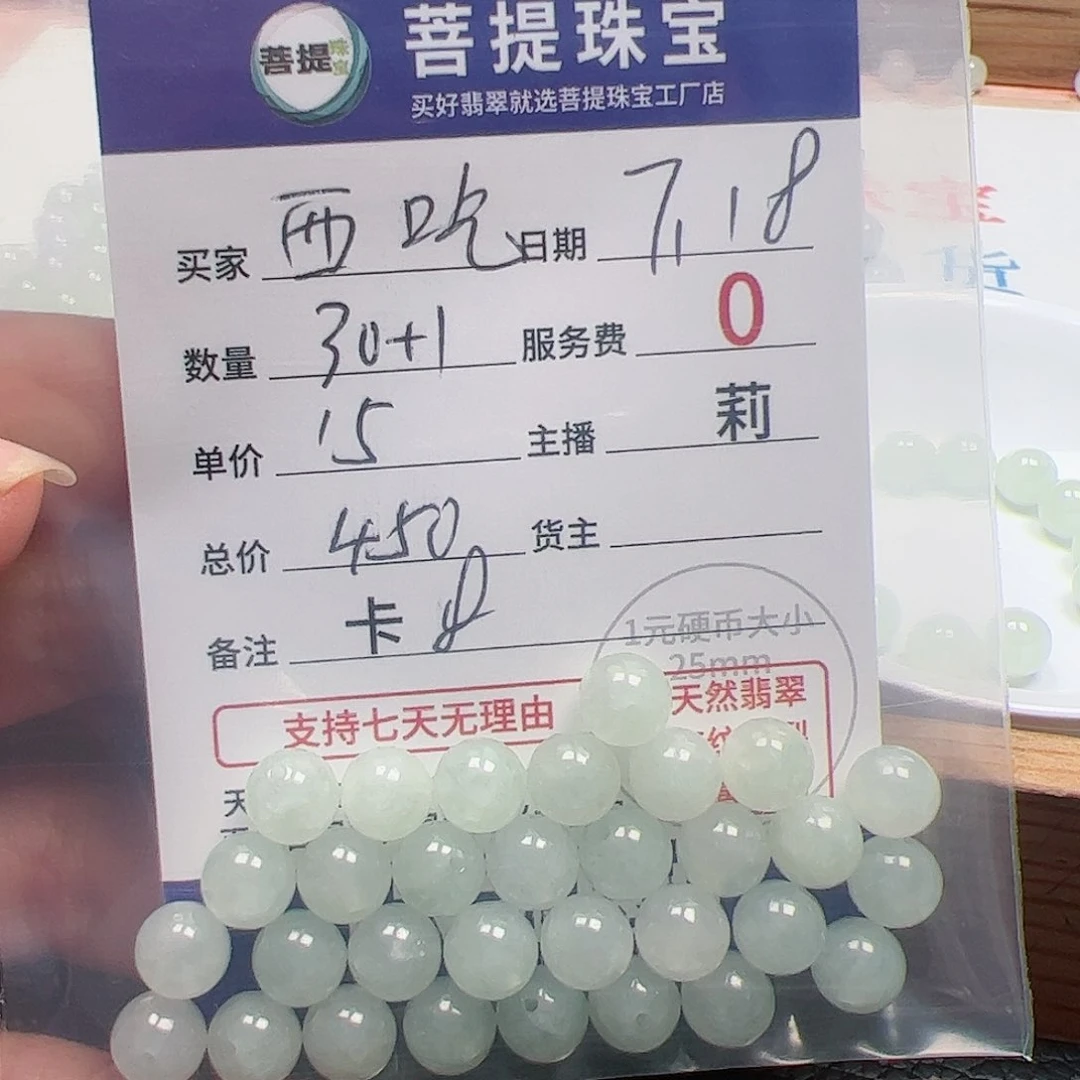 菩提珠宝
菩提珠宝
买好翡翠就选菩提珠宝工厂店
买家 西吃 日期 7.18
数量 30+1 服务费 0
单价 15 主播 莉
总价 450 货主
备注 卡 8
1元硬币大小
25mm
支持七天无理由
天然翡翠
天